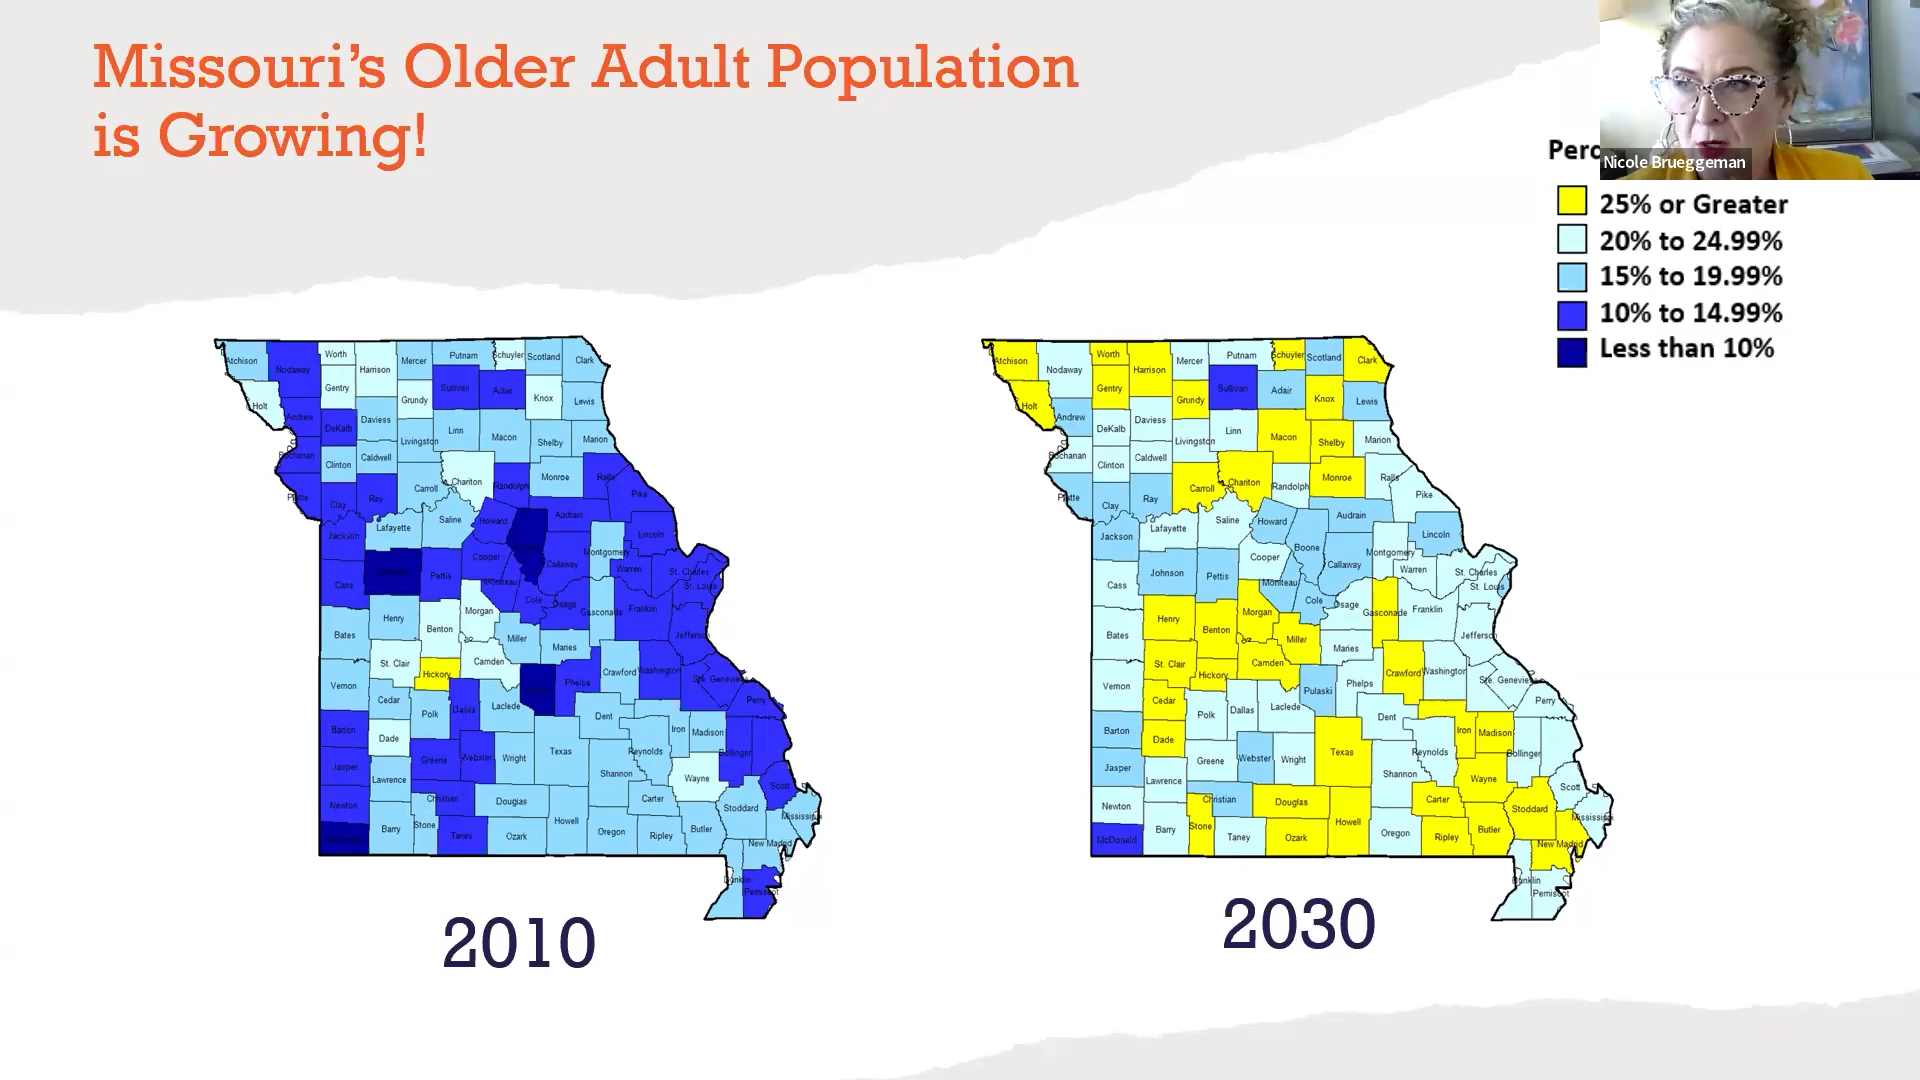 Missouri's Older Adult Population
is Growing!
Nicole Brueggeman
25% or Greater
20% to 24.99%
15% to 19.99%
10% to 14.99%
Less than 10%
Atchison
Nodaway
Worth
Harrison
Mercer
Putnam
Schuyler
Scotland
Clark
Gentry
Sullivan
Adair
Holt
Grundy
Knox
Lewis
Andrew
DeKalb
Daviess
Linn
Macon
Livingston
Shelby
Marion
Buchanan
Clinton
Caldwell
Chariton
Randolph
Monroe
Ralls
Platte
Clay
Ray
Carroll
Pike
Jackson
Lafayette
Saline
Howard
Audrain
Lincoln
Cooper
Callaway
Montgomery
Warren
St. Charles
St. Louis
Cass
Pettis
Moniteau
Cole
Osage
Gasconade
Franklin
Bates
Henry
Benton
Morgan
Miller
Maries
Jefferso
St. Clair
Hickory
Camden
Vernon
Cedar
Polk
Dallas
Laclede
Phelps
Crawford
Washington
Ste. Genevieve
Perry
Barton
Dade
Dent
Iron
Madison
Bollinger
Jasper
Greene
Webster
Wright
Texas
Reynolds
Shannon
Wayne
Scott
Lawrence
Newton
Christian
Douglas
Carter
Stoddard
Mississipp
Barry
Stone
Taney
Ozark
Howell
Oregon
Ripley
Butler
New Madrid
Dunklin
Pemiscot
2010
Atchison
Nodaway
Worth
Harrison
Mercer
Putnam
Schuyler
Scotland
Clark
Gentry
Sullivan
Adair
Holt
Grundy
Knox
Lewis
Andrew
DeKalb
Daviess
Linn
Macon
Livingston
Shelby
Marion
Buchanan
Clinton
Caldwell
Chariton
Randolph
Monroe
Ralls
Platte
Clay
Ray
Carroll
Pike
Jackson
Lafayette
Saline
Howard
Audrain
Lincoln
Boone
Cooper
Callaway
Montgomery
Warren
St. Charles
St. Louis
Cass
Johnson
Pettis
Moniteau
Cole
Osage
Gasconade
Franklin
Bates
Henry
Benton
Morgan
Miller
Maries
Jefferso
St. Clair
Hickory
Camden
Pulaski
Phelps
Crawford
Washington
Ste. Genevieve
Vernon
Cedar
Polk
Dallas
Laclede
Perry
Barton
Dade
Dent
Iron
Madison
Bollinger
Jasper
Greene
Webster
Wright
Texas
Reynolds
Shannon
Wayne
Scott
Lawrence
Newton
Christian
Douglas
Carter
Stoddard
Mississipp
McDonald
Barry
Stone
Taney
Ozark
Howell
Oregon
Ripley
Butler
New Madrid
Dunklin
Pemiscot
2030